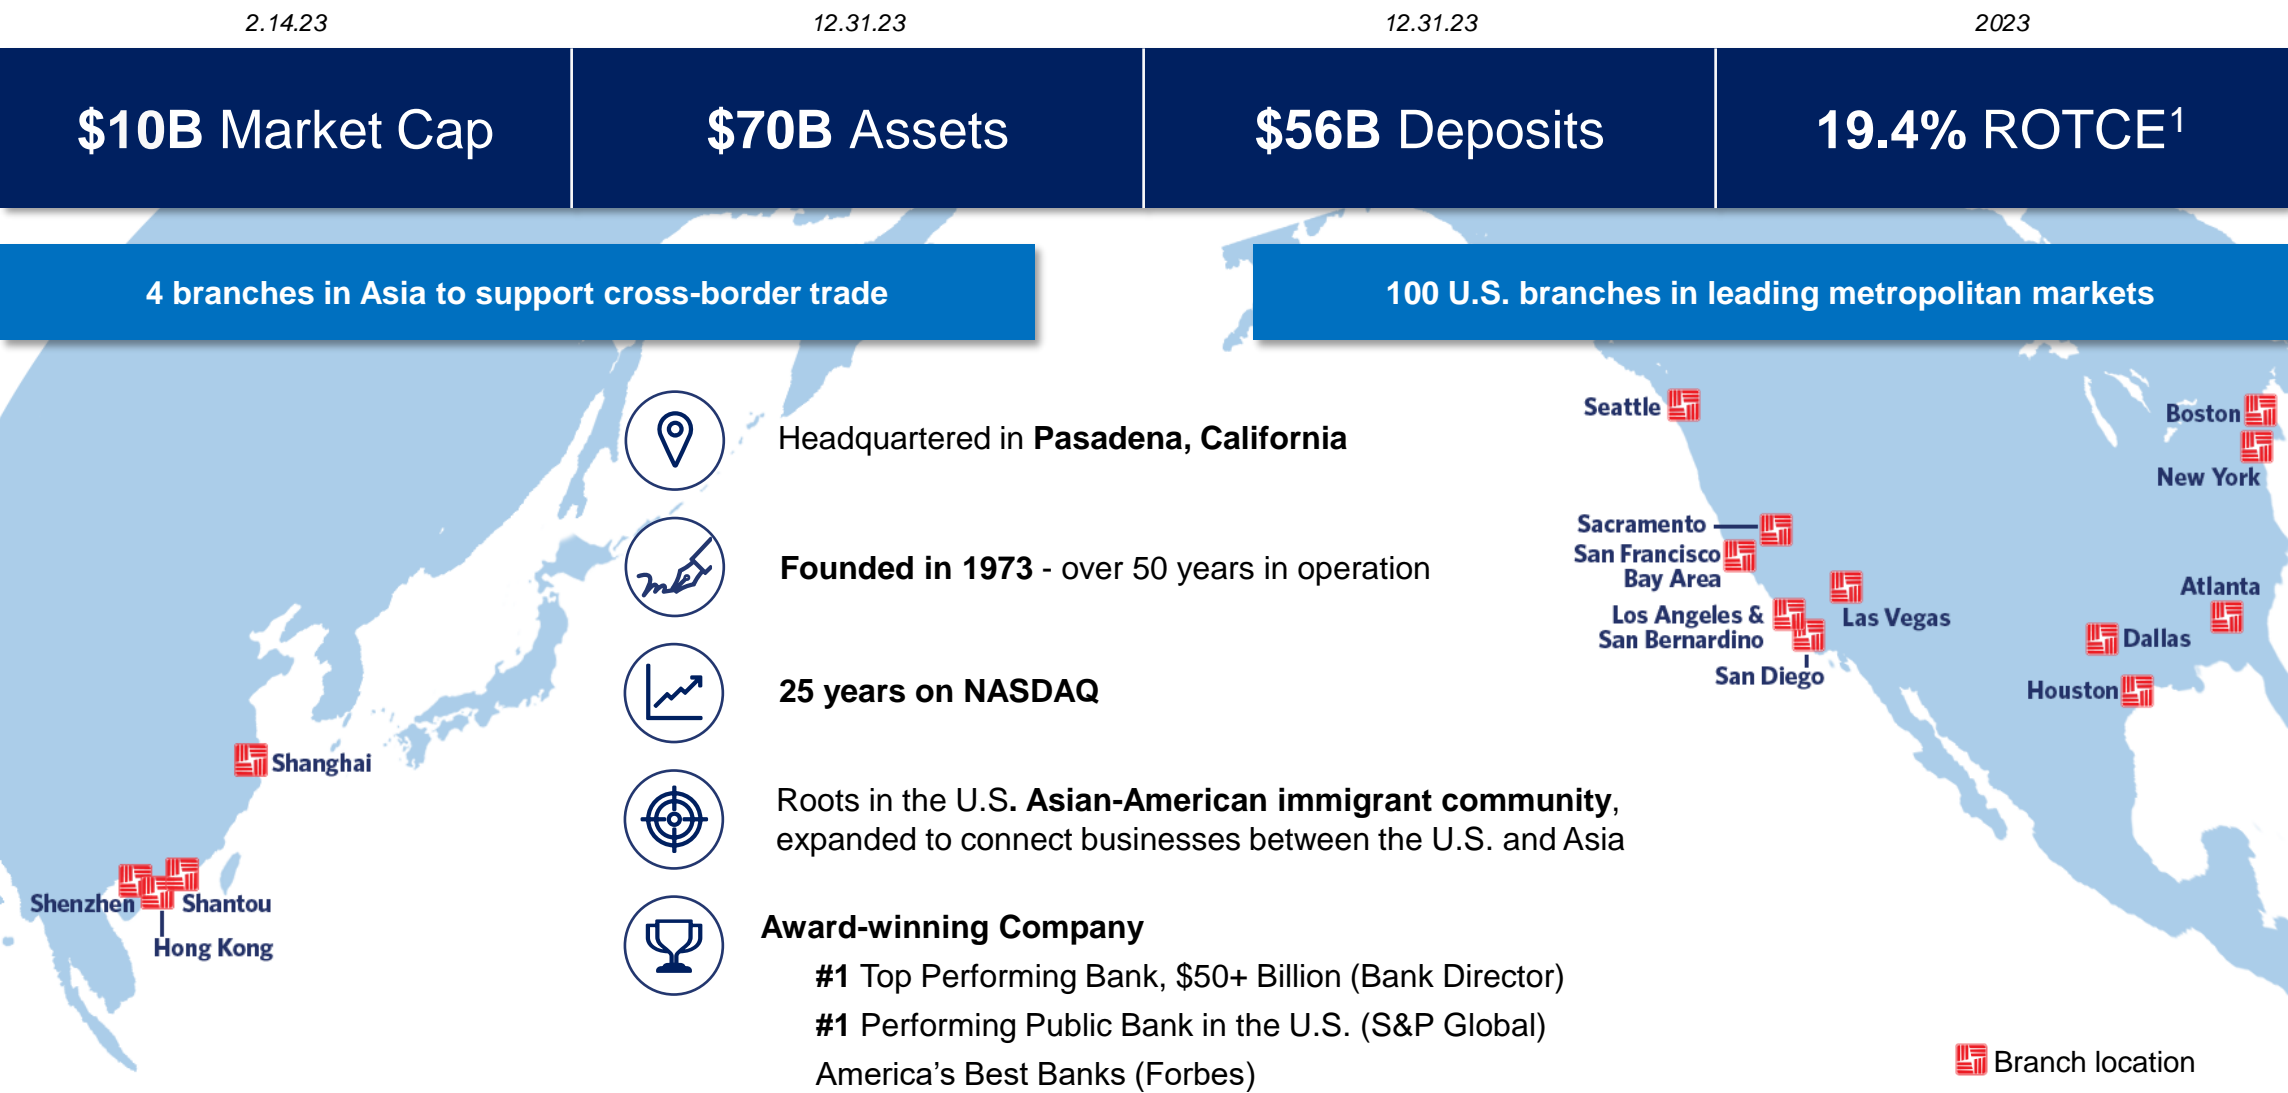 2.14.23
12.31.23
12.31.23
2023
$10B Market Cap
$70B Assets
$56B Deposits
19.4% ROTCE1
4 branches in Asia to support cross-border trade
100 U.S. branches in leading metropolitan markets
Headquartered in Pasadena, California
Founded in 1973 - over 50 years in operation
25 years on NASDAQ
Roots in the U.S. Asian-American immigrant community,
expanded to connect businesses between the U.S. and Asia
Award-winning Company
#1 Top Performing Bank, $50+ Billion (Bank Director)
#1 Performing Public Bank in the U.S. (S&P Global)
America's Best Banks (Forbes)
Shanghai
Shenzhen
Shantou
Hong Kong
Seattle
Boston
New York
Sacramento
San Francisco
Bay Area
Los Angeles &
San Bernardino
Las Vegas
San Diego
Atlanta
Dallas
Houston
Branch location